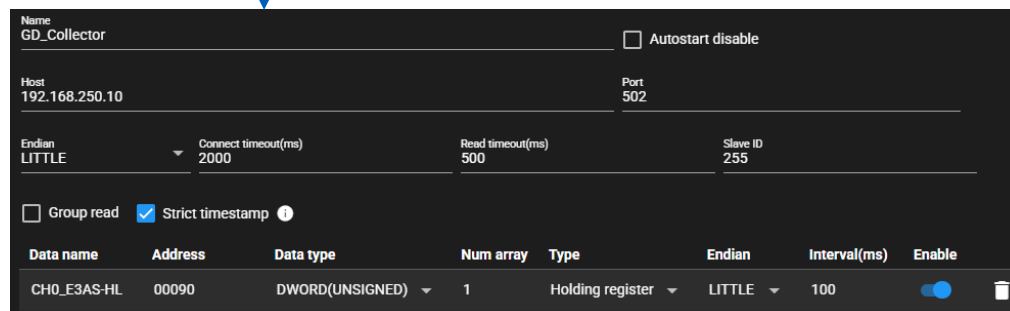 Name
GD_Collector
Autostart disable
Host
192.168.250.10
Port
502
Endian
LITTLE
Connect timeout(ms)
2000
Read timeout(ms)
500
Slave ID
255
Group read
Strict timestamp
Data name Address Data type Num array Type Endian Interval(ms) Enable
CH0_E3AS-HL 00090 DWORD(UNSIGNED) 1 Holding register LITTLE 100